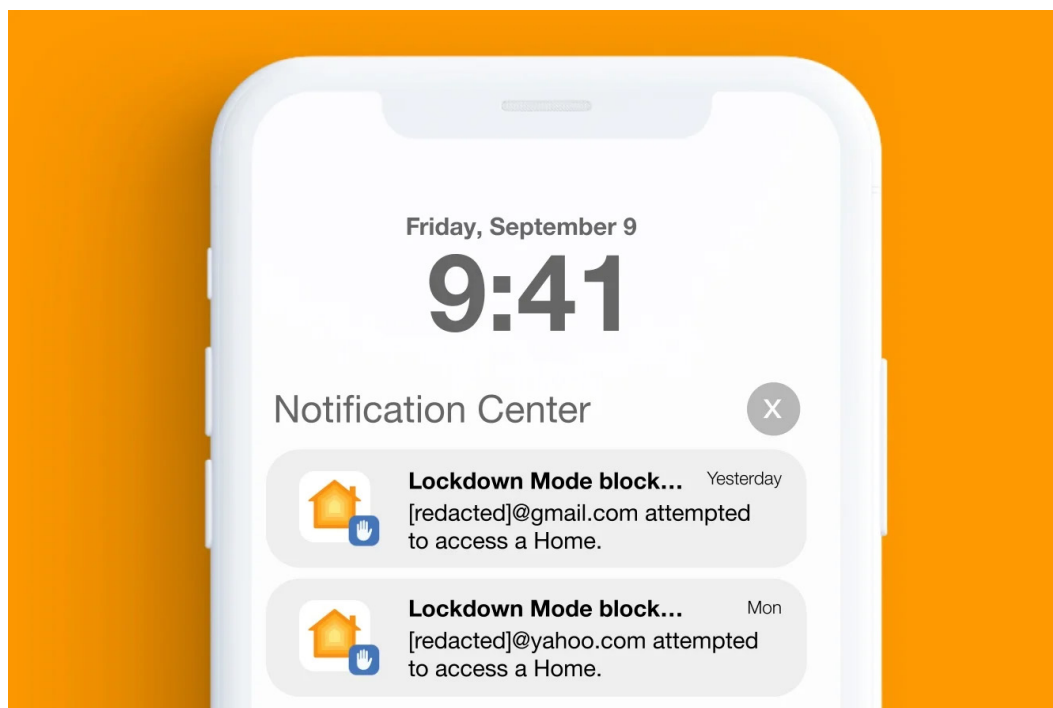 Friday, September 9
9:41
Notification Center
X
Lockdown Mode block... Yesterday
[redacted]@gmail.com attempted
to access a Home.
Lockdown Mode block... Mon
[redacted]@yahoo.com attempted
to access a Home.